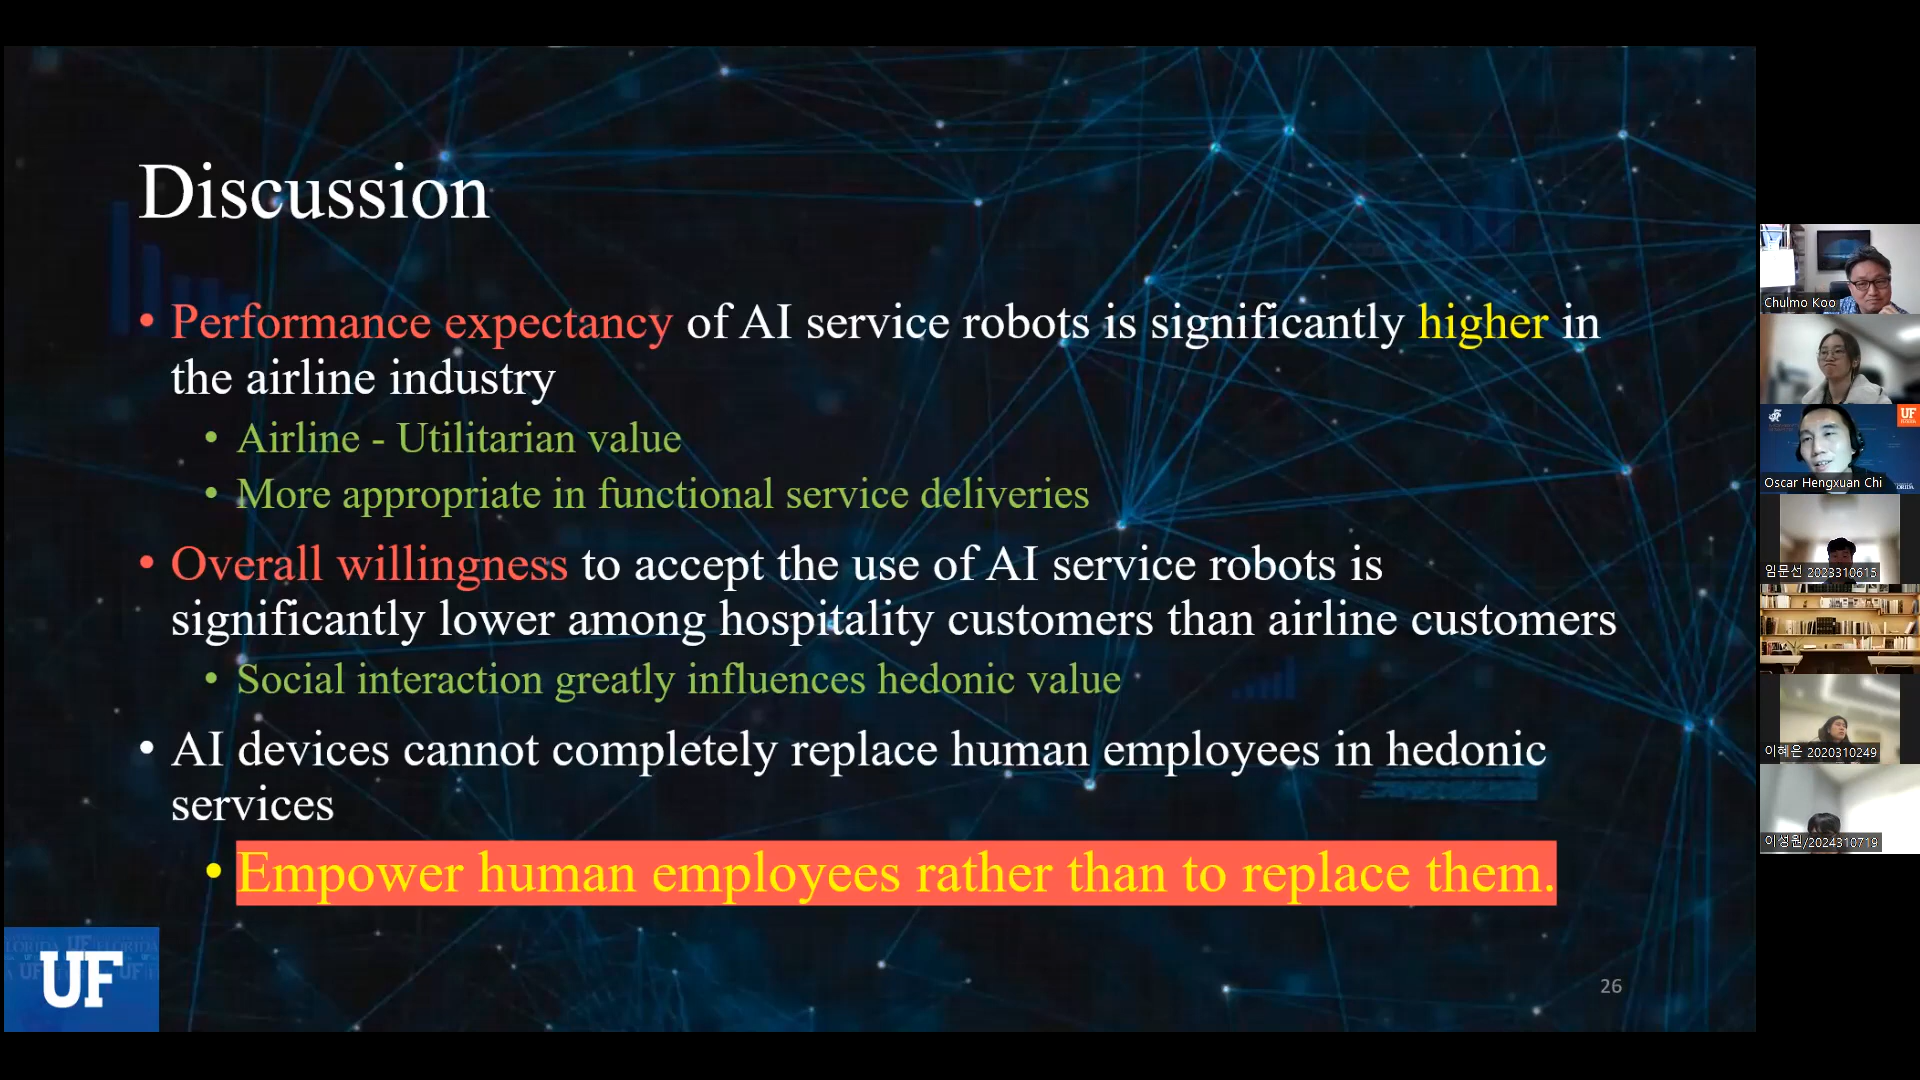 Discussion
• Performance expectancy of AI service robots is significantly higher in
the airline industry
• Airline - Utilitarian value
• More appropriate in functional service deliveries
• Overall willingness to accept the use of AI service robots is
significantly lower among hospitality customers than airline customers
• Social interaction greatly influences hedonic value
• AI devices cannot completely replace human employees in hedonic
services
• Empower human employees rather than to replace them.
UF
26
Chulmo Koo
UF
Oscar Hengxuan Chi
임문선 2023310615
이혜은 2020310249
이성원/2024310719